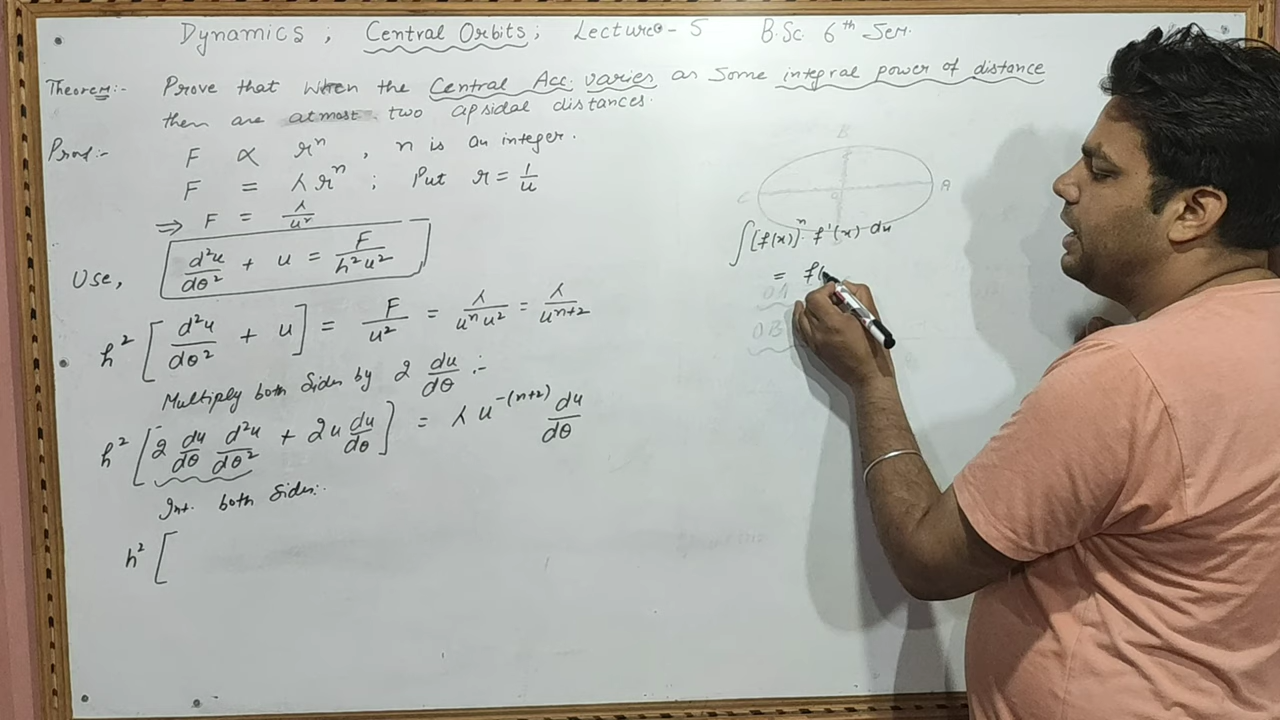 Dynamics ; Central Orbits ; Lecture - 5 B.Sc. 6th Sem.
Theorem:- Prove that when the Central Acc. varies as some integral power of distance
then are atmost two apsidal distances.
Proof:- F ∝ r^n , n is an integer.
F = λ r^n ; Put r = 1/u
⇒ F = λ/u^n
Use, d²u/dθ² + u = F/h²u²
h² [ d²u/dθ² + u ] = F/u² = λ/u^n u² = λ/u^{n+2}
Multiply both sides by 2 du/dθ :-
h² [ 2 du/dθ d²u/dθ² + 2u du/dθ ] = λ u^{-(n+2)} du/dθ
Int. both sides:-
h² [
B
C
A
∫ [f(x)]^n f'(x) dx
= f(
OA
OB